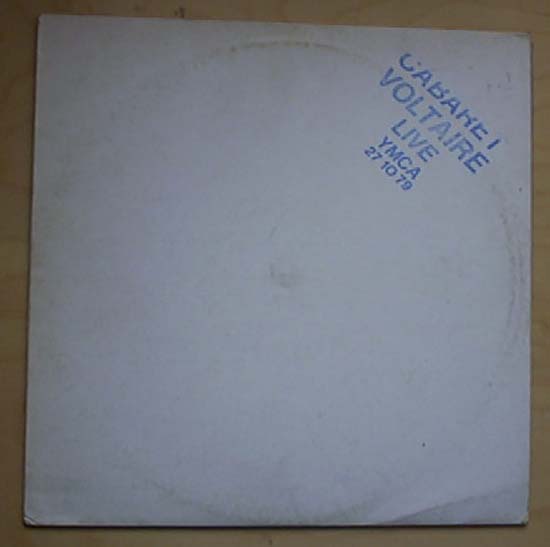 CABARET
VOLTAIRE
LIVE
YMCA
27 10 79